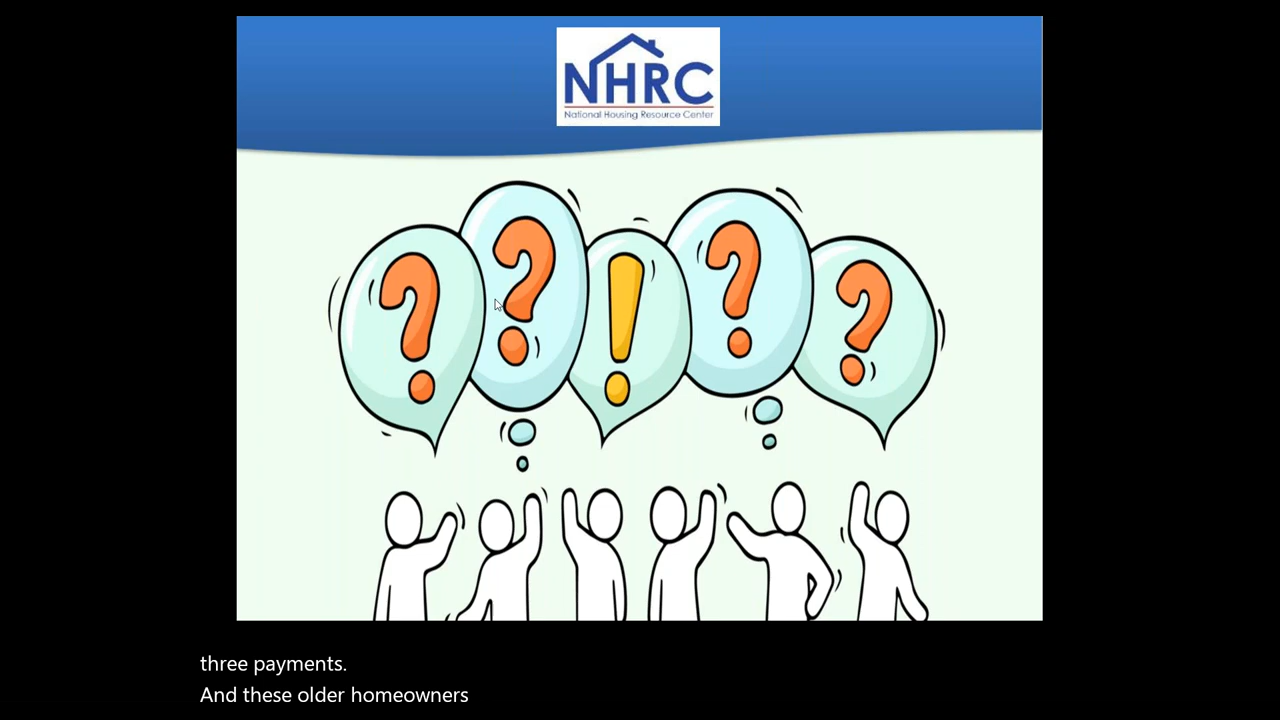 NHRC
National Housing Resource Center
?
?
!
?
?
three payments.
And these older homeowners